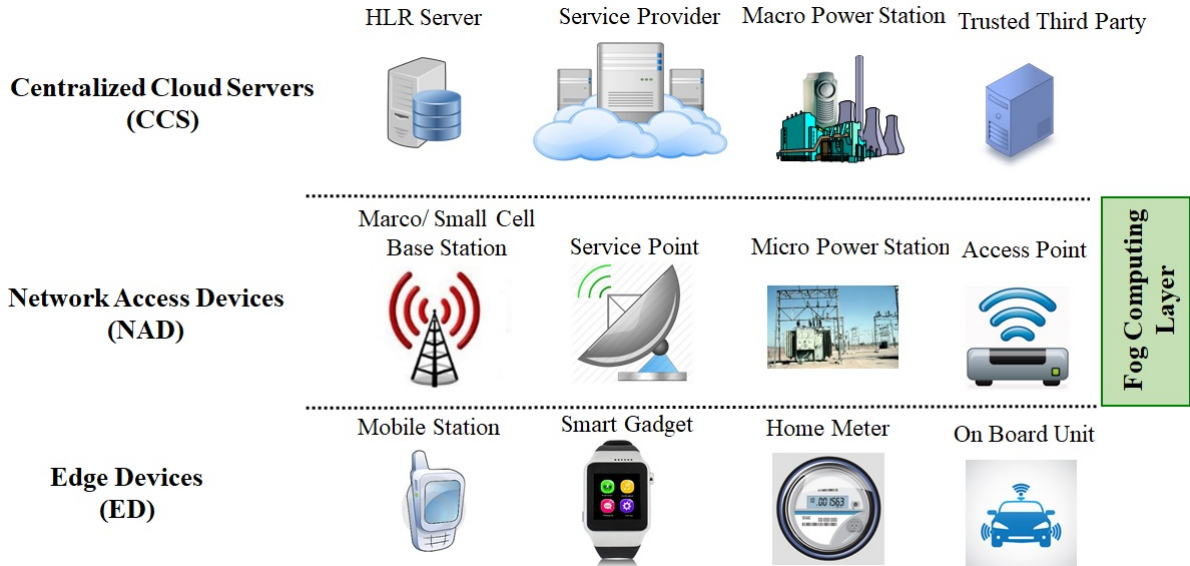 HLR Server
Service Provider
Macro Power Station
Trusted Third Party
Centralized Cloud Servers
(CCS)
Marco/ Small Cell
Base Station
Service Point
Micro Power Station
Access Point
Network Access Devices
(NAD)
Fog Computing
Layer
Mobile Station
Smart Gadget
Home Meter
On Board Unit
Edge Devices
(ED)